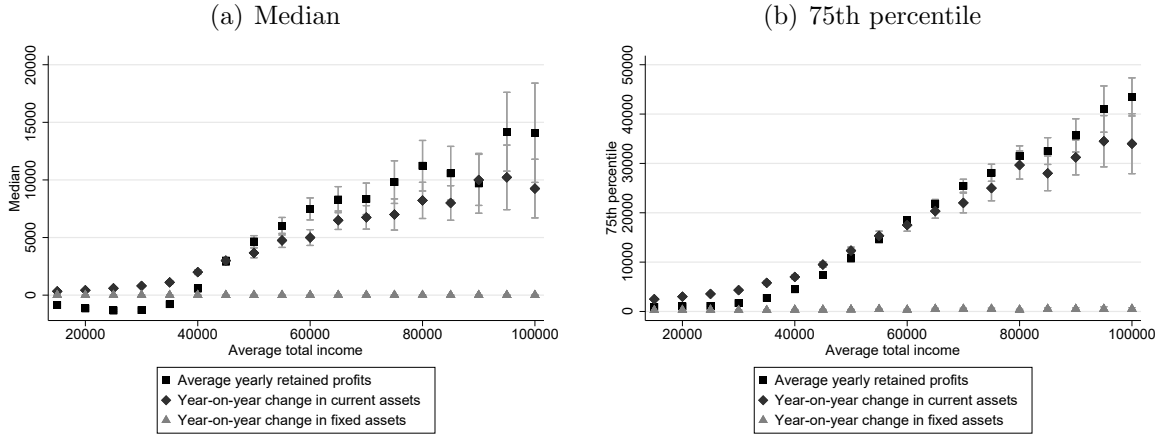 (a) Median
20000
15000
10000
5000
0
Median
20000 40000 60000 80000 100000
Average total income
Average yearly retained profits
Year-on-year change in current assets
Year-on-year change in fixed assets
(b) 75th percentile
50000
40000
30000
20000
10000
0
75th percentile
20000 40000 60000 80000 100000
Average total income
Average yearly retained profits
Year-on-year change in current assets
Year-on-year change in fixed assets